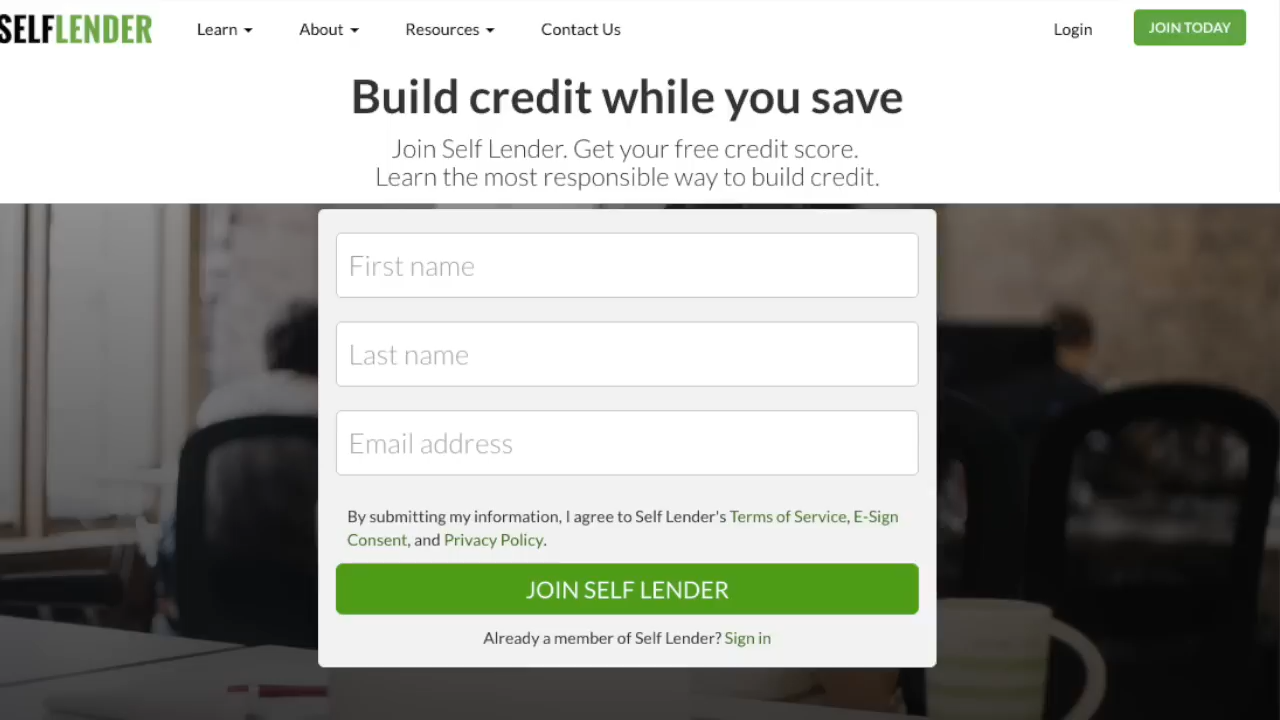 SELFLENDER
Learn
About
Resources
Contact Us
Login
JOIN TODAY
Build credit while you save
Join Self Lender. Get your free credit score.
Learn the most responsible way to build credit.
First name
Last name
Email address
By submitting my information, I agree to Self Lender's Terms of Service, E-Sign
Consent, and Privacy Policy.
JOIN SELF LENDER
Already a member of Self Lender? Sign in